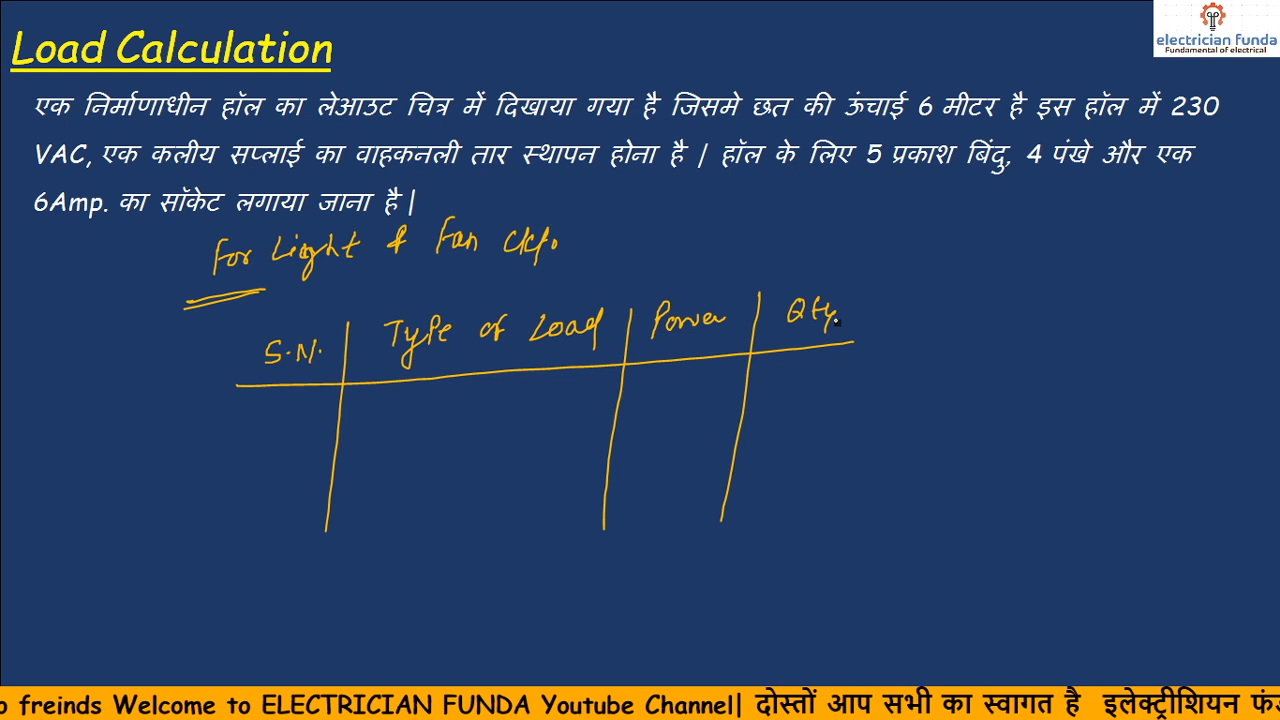 Load Calculation
electrician funda
Fundamental of electrical
एक निर्माणाधीन हॉल का लेआउट चित्र में दिखाया गया है जिसमे छत की ऊंचाई 6 मीटर है इस हॉल में 230
VAC, एक कलीय सप्लाई का वाहकनली तार स्थापन होना है | हॉल के लिए 5 प्रकाश बिंदु, 4 पंखे और एक
6Amp. का सॉकेट लगाया जाना है |
For Light & Fan ckt.
S.N. Type of Load Power Qty.
o freinds Welcome to ELECTRICIAN FUNDA Youtube Channel| दोस्तों आप सभी का स्वागत है इलेक्ट्रीशियन फं